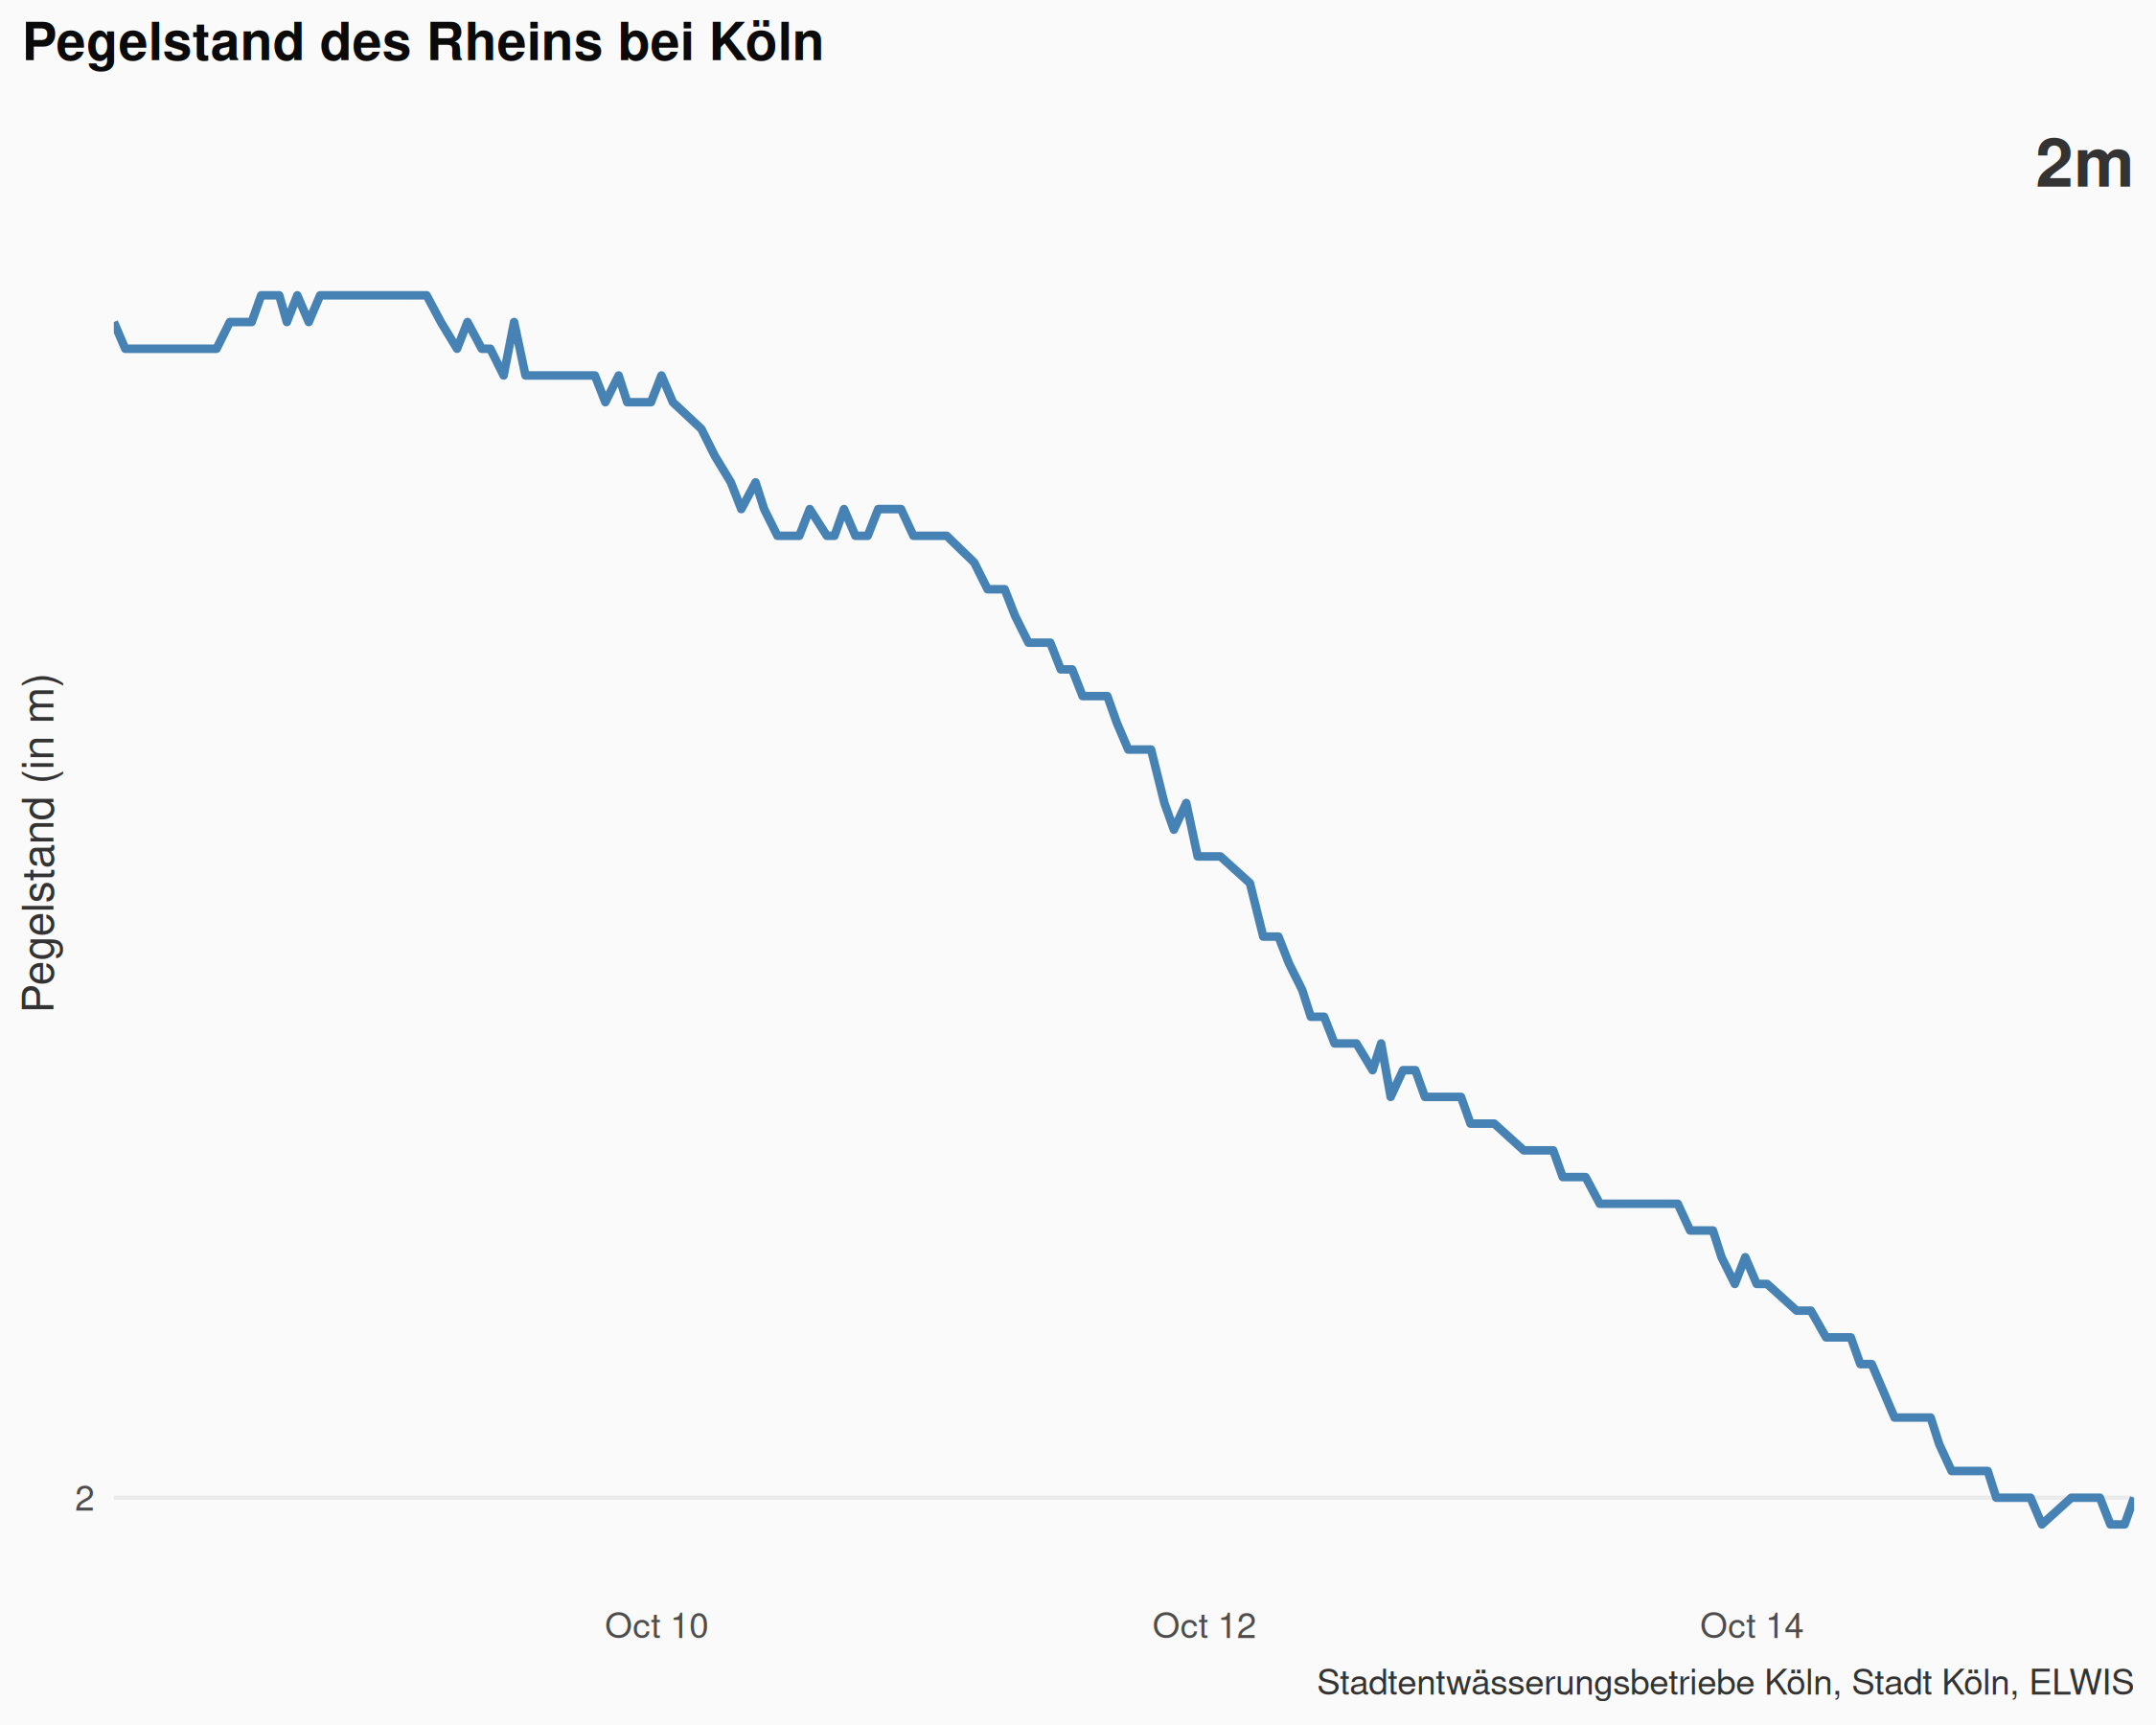 Pegelstand des Rheins bei Köln
2m
Pegelstand (in m)
2
Oct 10
Oct 12
Oct 14
Stadtentwässerungsbetriebe Köln, Stadt Köln, ELWIS